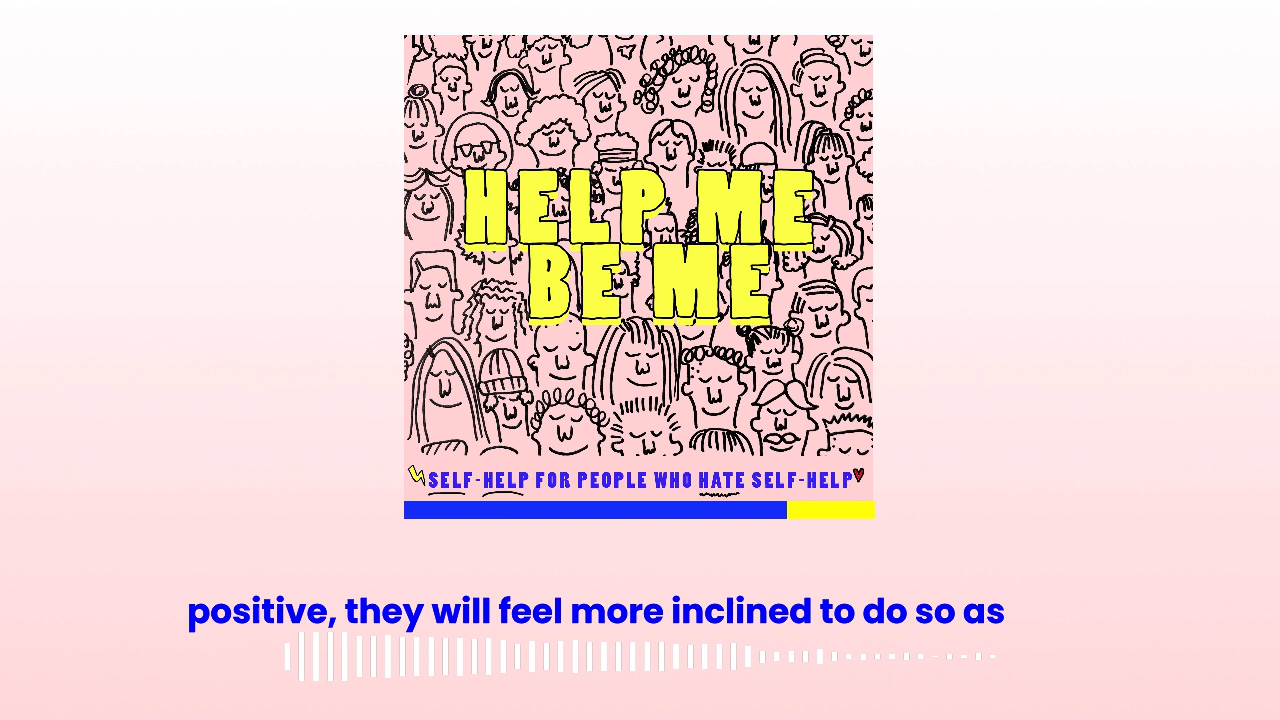 HELP ME
BE ME
SELF-HELP FOR PEOPLE WHO HATE SELF-HELP
positive, they will feel more inclined to do so as